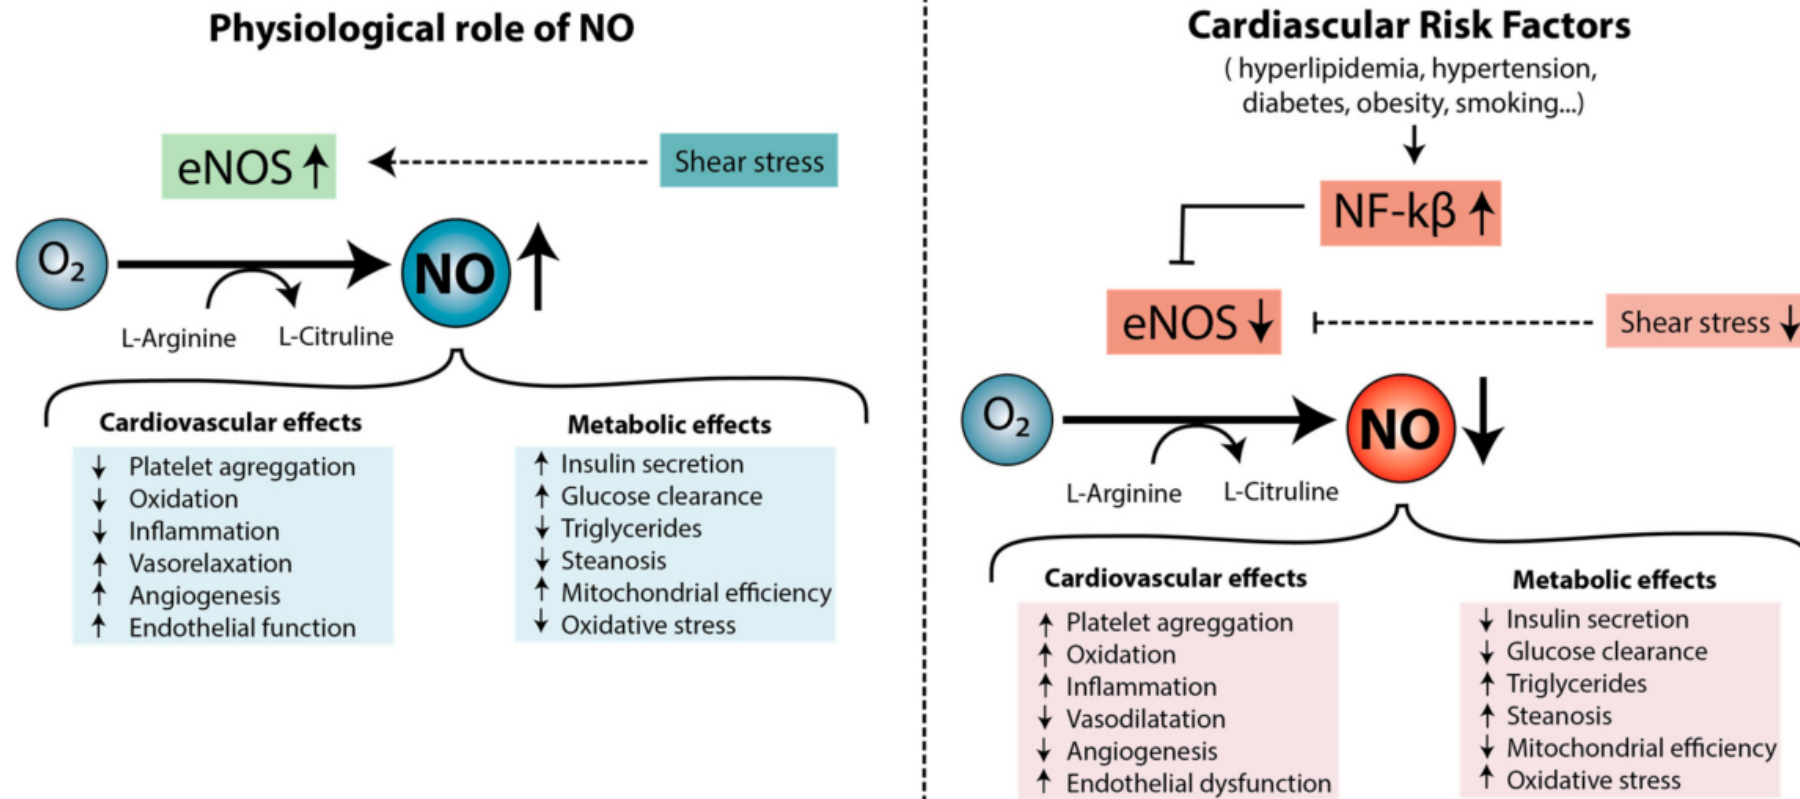 Physiological role of NO
eNOS ↑
Shear stress
O₂
NO
L-Arginine
L-Citruline
Cardiovascular effects
↓ Platelet agreggation
↓ Oxidation
↓ Inflammation
↑ Vasorelaxation
↑ Angiogenesis
↑ Endothelial function
Metabolic effects
↑ Insulin secretion
↑ Glucose clearance
↓ Triglycerides
↓ Steanosis
↑ Mitochondrial efficiency
↓ Oxidative stress
Cardiascular Risk Factors
( hyperlipidemia, hypertension,
diabetes, obesity, smoking...)
NF-kβ ↑
eNOS ↓
Shear stress ↓
O₂
NO
L-Arginine
L-Citruline
Cardiovascular effects
↑ Platelet agreggation
↑ Oxidation
↑ Inflammation
↓ Vasodilatation
↓ Angiogenesis
↑ Endothelial dysfunction
Metabolic effects
↓ Insulin secretion
↓ Glucose clearance
↑ Triglycerides
↑ Steanosis
↓ Mitochondrial efficiency
↑ Oxidative stress